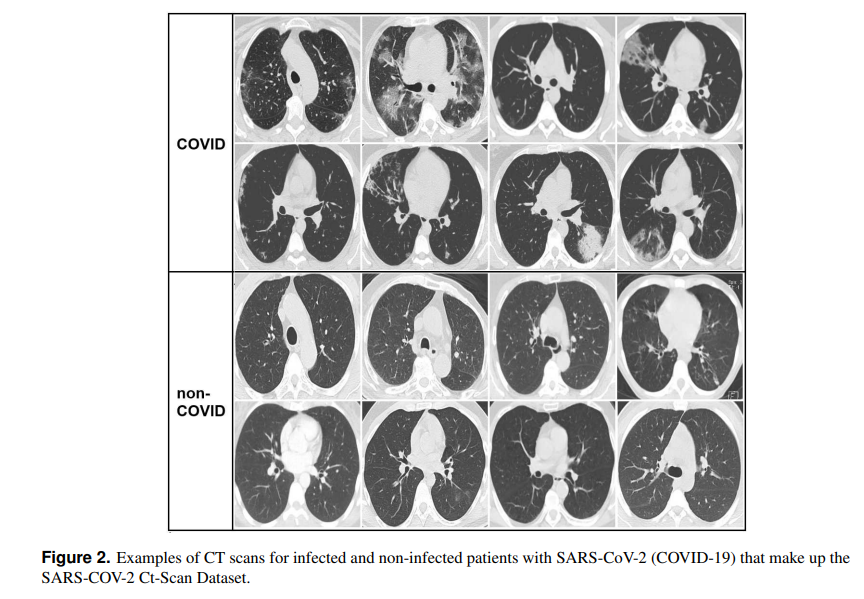 COVID
non-
COVID
Figure 2. Examples of CT scans for infected and non-infected patients with SARS-CoV-2 (COVID-19) that make up the
SARS-COV-2 Ct-Scan Dataset.